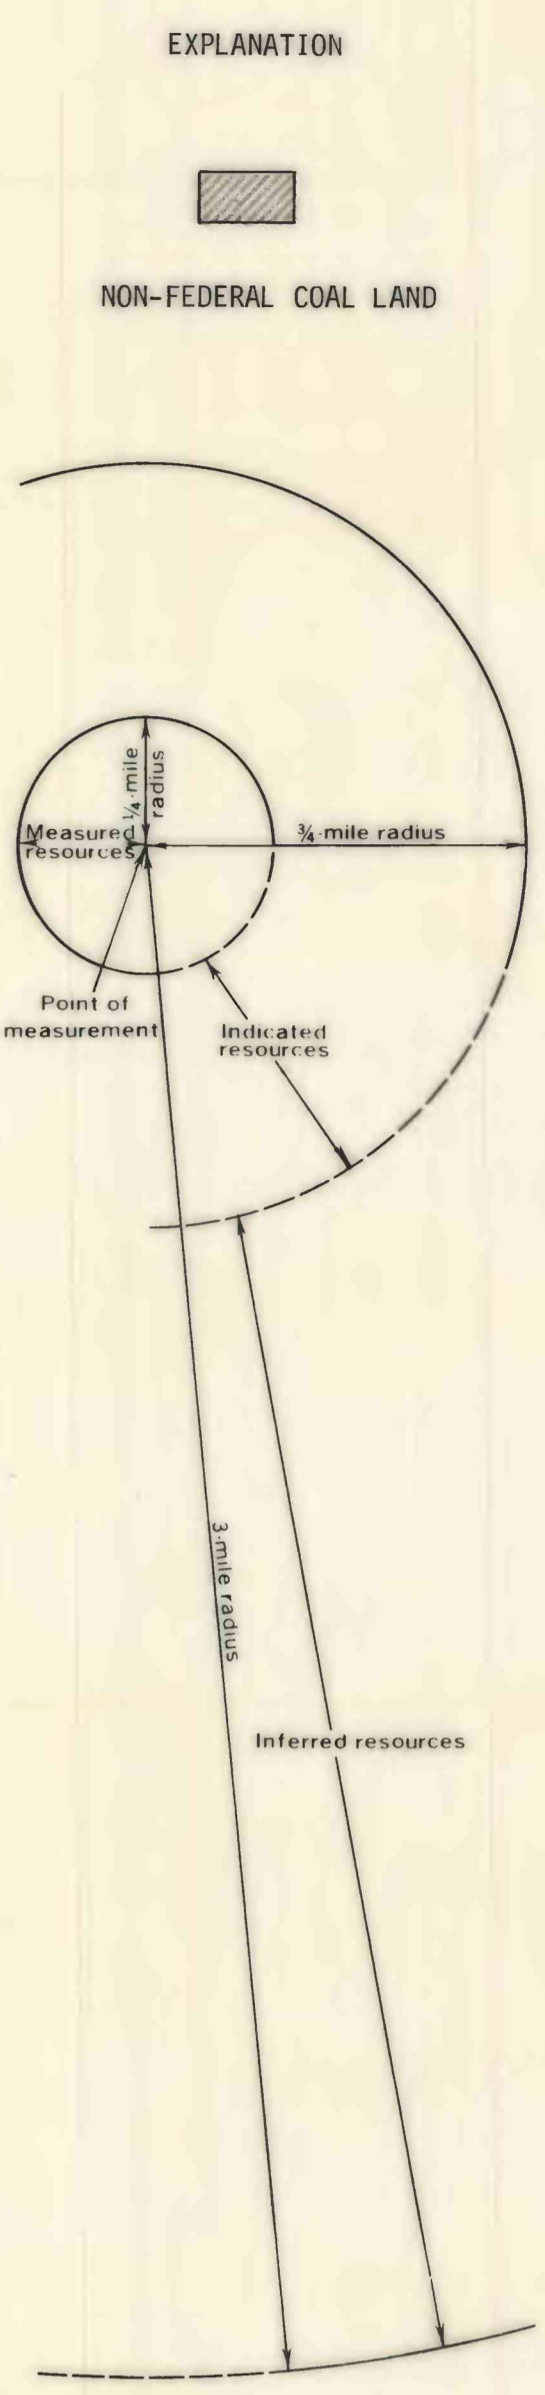 EXPLANATION
NON-FEDERAL COAL LAND
¼-mile
radius
Measured
resources
¾-mile radius
Point of
measurement
Indicated
resources
3-mile radius
Inferred resources